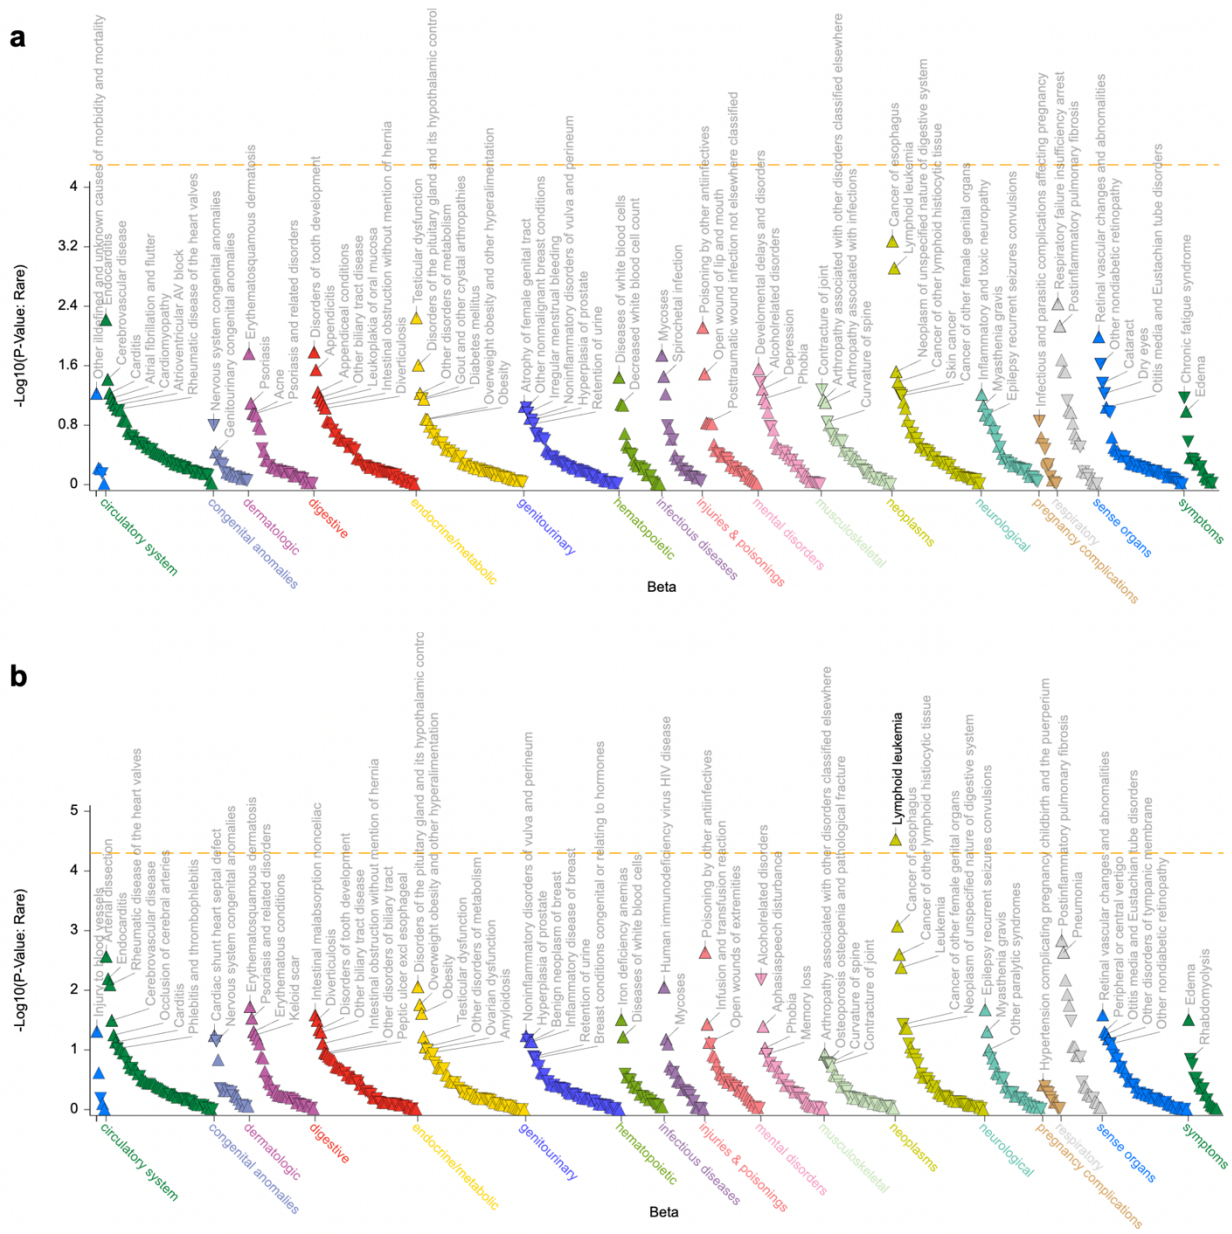 a
-Log10(P-Value: Rare)
4
3.2
2.4
1.6
0.8
0
Other illdefined and unknown causes of morbidity and mortality
Endocarditis
Cerebrovascular disease
Carditis
Atrial fibrillation and flutter
Cardiomyopathy
Atrioventricular AV block
Rheumatic disease of the heart valves
Nervous system congenital anomalies
Genitourinary congenital anomalies
Erythematosquamous dermatosis
Psoriasis
Acne
Psoriasis and related disorders
Disorders of tooth development
Appendicitis
Appendiceal conditions
Other biliary tract disease
Leukoplakia of oral mucosa
Intestinal obstruction without mention of hernia
Diverticulosis
Testicular dysfunction
Disorders of the pituitary gland and its hypothalamic control
Other disorders of metabolism
Gout and other crystal arthropathies
Diabetes mellitus
Overweight obesity and other hyperalimentation
Obesity
Atrophy of female genital tract
Other nonmalignant breast conditions
Irregular menstrual bleeding
Noninflammatory disorders of vulva and perineum
Hyperplasia of prostate
Retention of urine
Diseases of white blood cells
Decreased white blood cell count
Mycoses
Spirochetal infection
Poisoning by other antiinfectives
Open wound of lip and mouth
Posttraumatic wound infection not elsewhere classified
Developmental delays and disorders
Alcoholrelated disorders
Depression
Phobia
Contracture of joint
Arthropathy associated with other disorders classified elsewhere
Arthropathy associated with infections
Curvature of spine
Cancer of esophagus
Lymphoid leukemia
Neoplasm of unspecified nature of digestive system
Cancer of other lymphoid histiocytic tissue
Skin cancer
Cancer of other female genital organs
Inflammatory and toxic neuropathy
Myasthenia gravis
Epilepsy recurrent seizures convulsions
Infectious and parasitic complications affecting pregnancy
Respiratory failure insufficiency arrest
Postinflammatory pulmonary fibrosis
Retinal vascular changes and abnomalities
Other nondiabetic retinopathy
Cataract
Dry eyes
Otitis media and Eustachian tube disorders
Chronic fatigue syndrome
Edema
circulatory system
congenital anomalies
dermatologic
digestive
endocrine/metabolic
genitourinary
hematopoietic
infectious diseases
injuries & poisonings
mental disorders
musculoskeletal
neoplasms
neurological
pregnancy complications
respiratory
sense organs
symptoms
Beta
b
-Log10(P-Value: Rare)
5
4
3
2
1
0
Injury to blood vessels
Arterial dissection
Endocarditis
Rheumatic disease of the heart valves
Cerebrovascular disease
Occlusion of cerebral arteries
Carditis
Phlebitis and thrombophlebitis
Cardiac shunt heart septal defect
Nervous system congenital anomalies
Erythematosquamous dermatosis
Psoriasis and related disorders
Erythematous conditions
Keloid scar
Intestinal malabsorption nonceliac
Diverticulosis
Disorders of tooth development
Other biliary tract disease
Intestinal obstruction without mention of hernia
Other disorders of biliary tract
Peptic ulcer excl esophageal
Disorders of the pituitary gland and its hypothalamic contro
Overweight obesity and other hyperalimentation
Obesity
Testicular dysfunction
Other disorders of metabolism
Ovarian dysfunction
Amyloidosis
Noninflammatory disorders of vulva and perineum
Hyperplasia of prostate
Benign neoplasm of breast
Inflammatory disease of breast
Retention of urine
Breast conditions congenital or relating to hormones
Iron deficiency anemias
Diseases of white blood cells
Human immunodeficiency virus HIV disease
Mycoses
Poisoning by other antiinfectives
Infusion and transfusion reaction
Open wounds of extremities
Alcoholrelated disorders
Aphasiaspeech disturbance
Phobia
Memory loss
Arthropathy associated with other disorders classified elsewhere
Osteoporosis osteopenia and pathological fracture
Curvature of spine
Contracture of joint
Lymphoid leukemia
Cancer of esophagus
Cancer of other lymphoid histiocytic tissue
Leukemia
Cancer of other female genital organs
Neoplasm of unspecified nature of digestive system
Epilepsy recurrent seizures convulsions
Myasthenia gravis
Other paralytic syndromes
Hypertension complicating pregnancy childbirth and the puerperium
Postinflammatory pulmonary fibrosis
Pneumonia
Retinal vascular changes and abnomalities
Peripheral or central vertigo
Otitis media and Eustachian tube disorders
Other disorders of tympanic membrane
Other nondiabetic retinopathy
Edema
Rhabdomyolysis
circulatory system
congenital anomalies
dermatologic
digestive
endocrine/metabolic
genitourinary
hematopoietic
infectious diseases
injuries & poisonings
mental disorders
musculoskeletal
neoplasms
neurological
pregnancy complications
respiratory
sense organs
symptoms
Beta